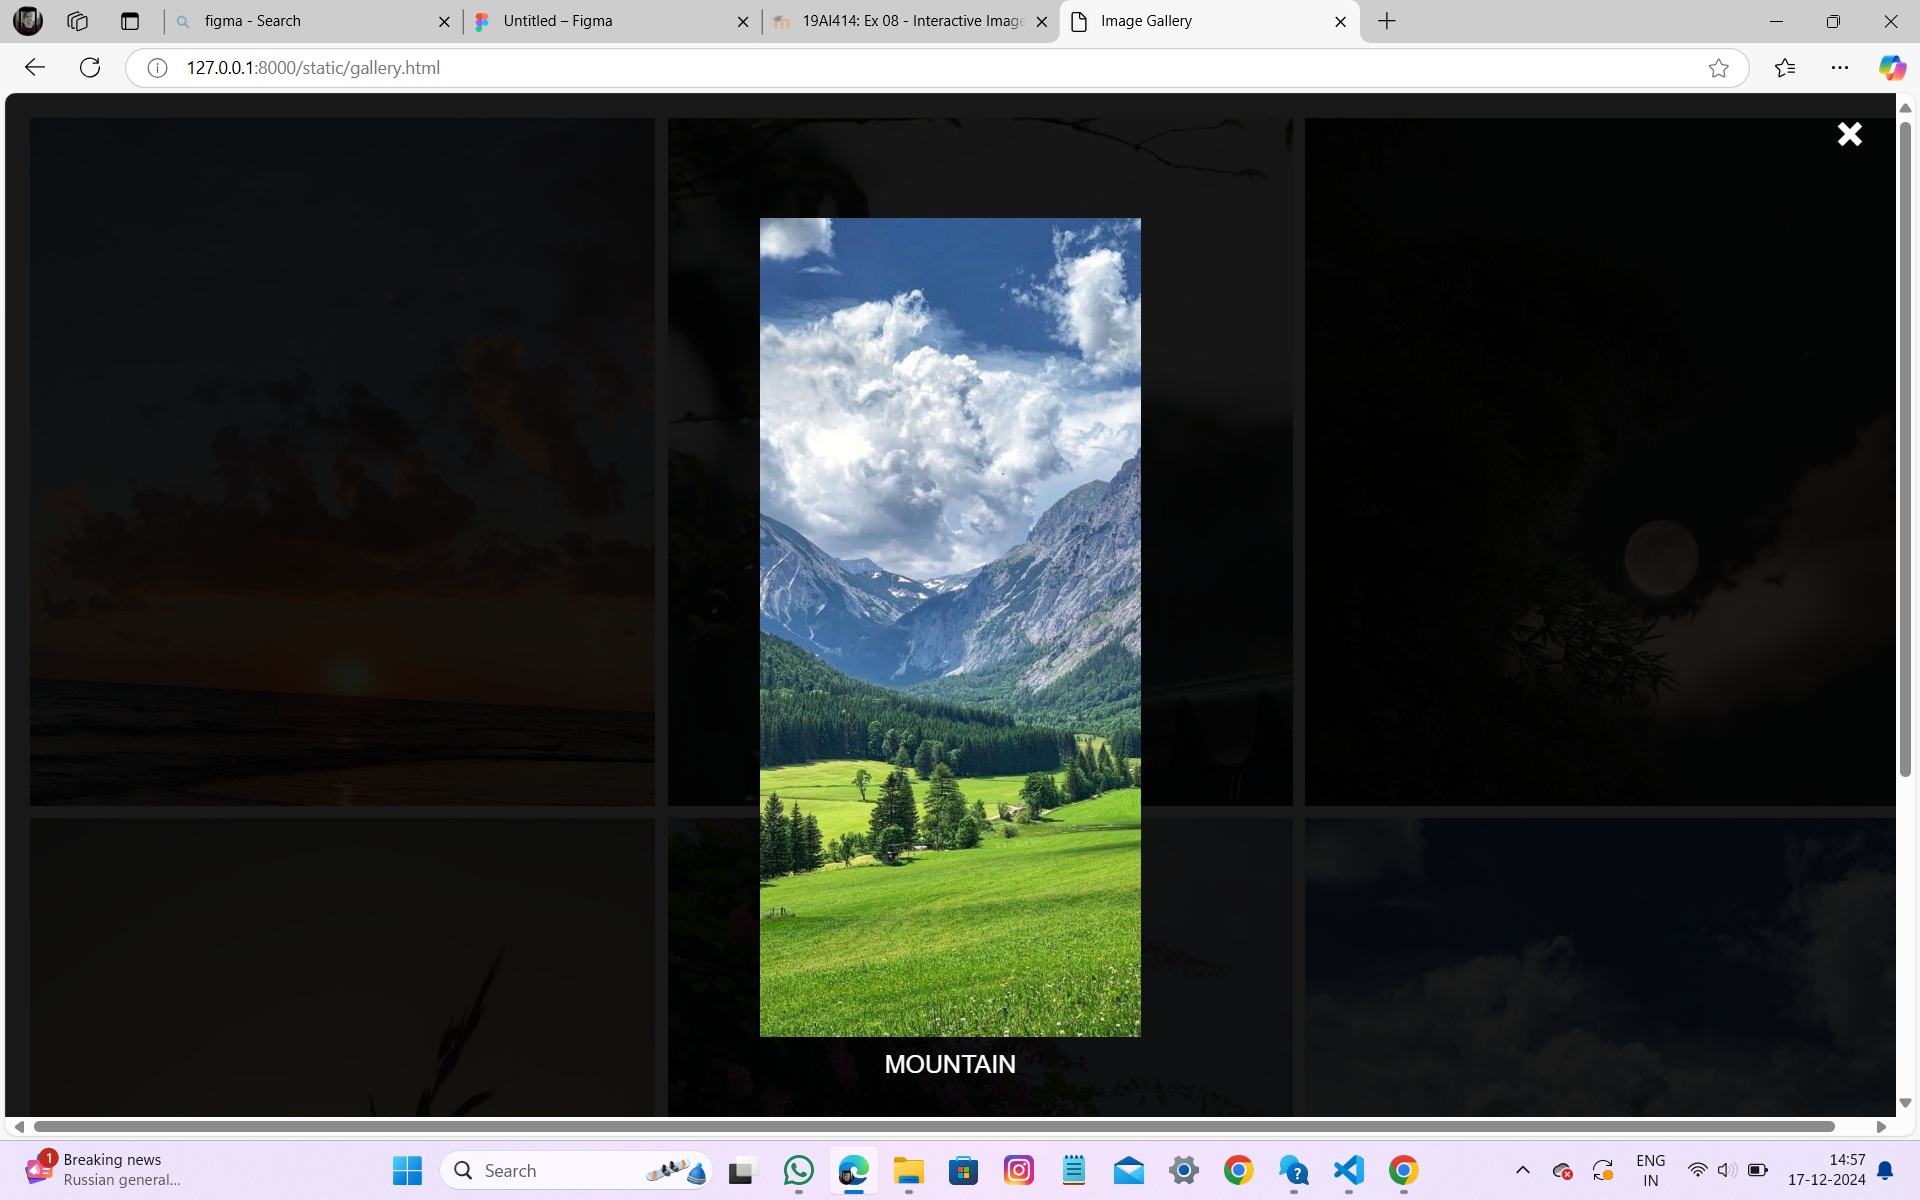 figma - Search
Untitled – Figma
19AI414: Ex 08 - Interactive Image
Image Gallery
127.0.0.1:8000/static/gallery.html
MOUNTAIN
1
Breaking news
Russian general...
Search
ENG
IN
14:57
17-12-2024